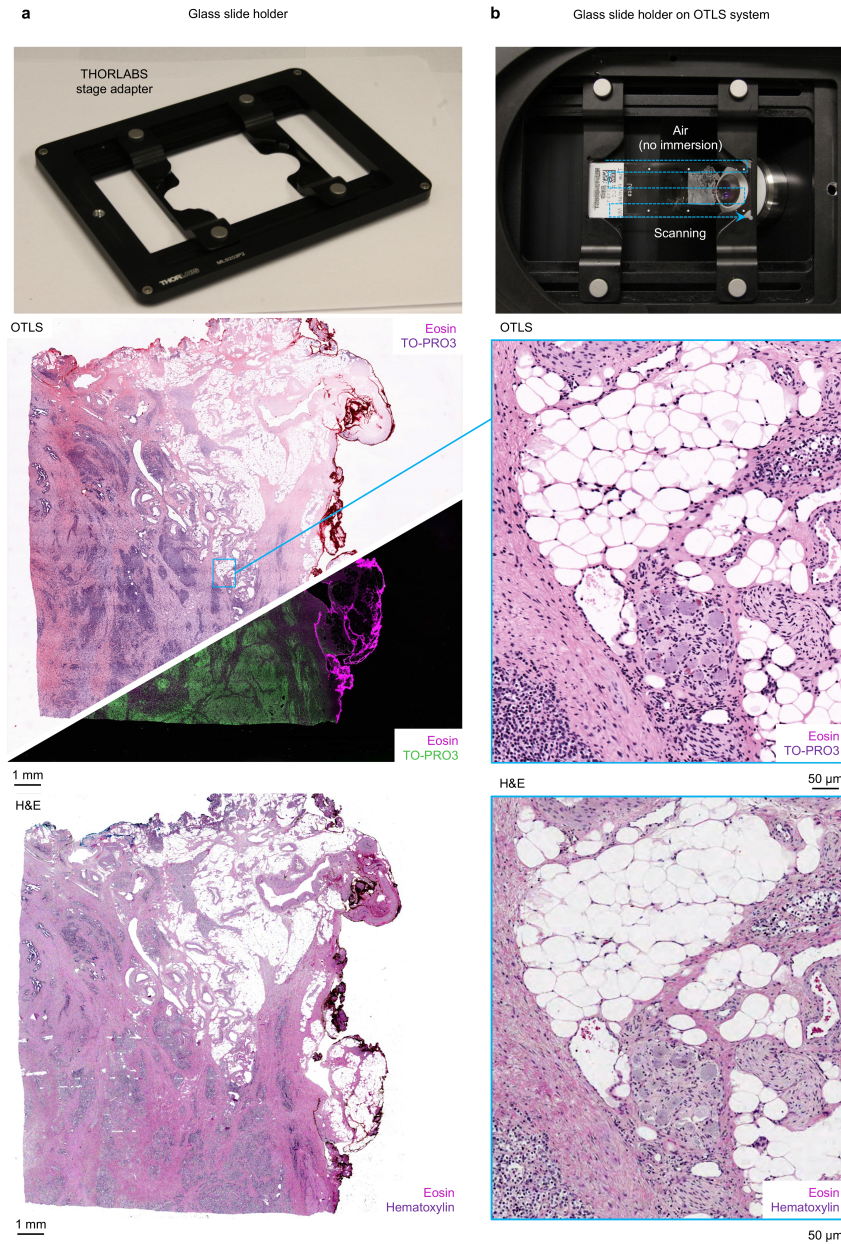 a
Glass slide holder
THORLABS
stage adapter
THORLABS
b
Glass slide holder on OTLS system
Air
(no immersion)
Scanning
OTLS
Eosin
TO-PRO3
Eosin
TO-PRO3
1 mm
OTLS
Eosin
TO-PRO3
50 µm
H&E
Eosin
Hematoxylin
1 mm
H&E
Eosin
Hematoxylin
50 µm